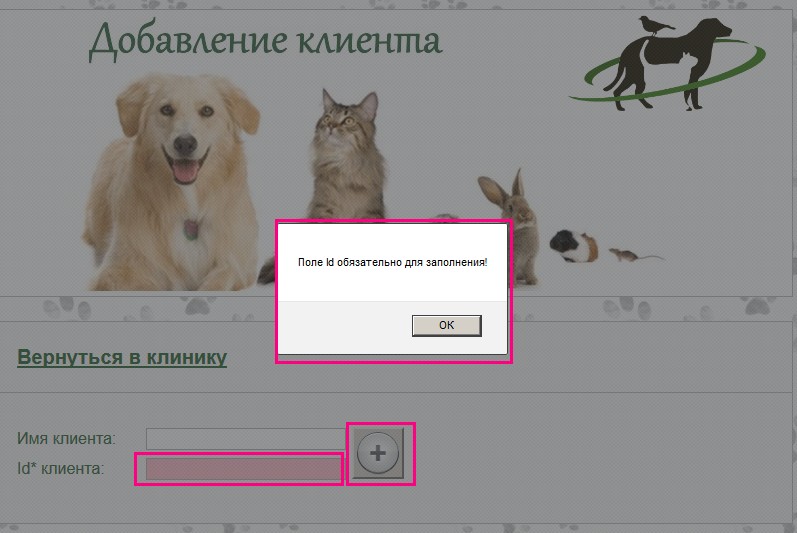 Добавление клиента
Поле Id обязательно для заполнения!
OK
Вернуться в клинику
Имя клиента:
Id* клиента:
+